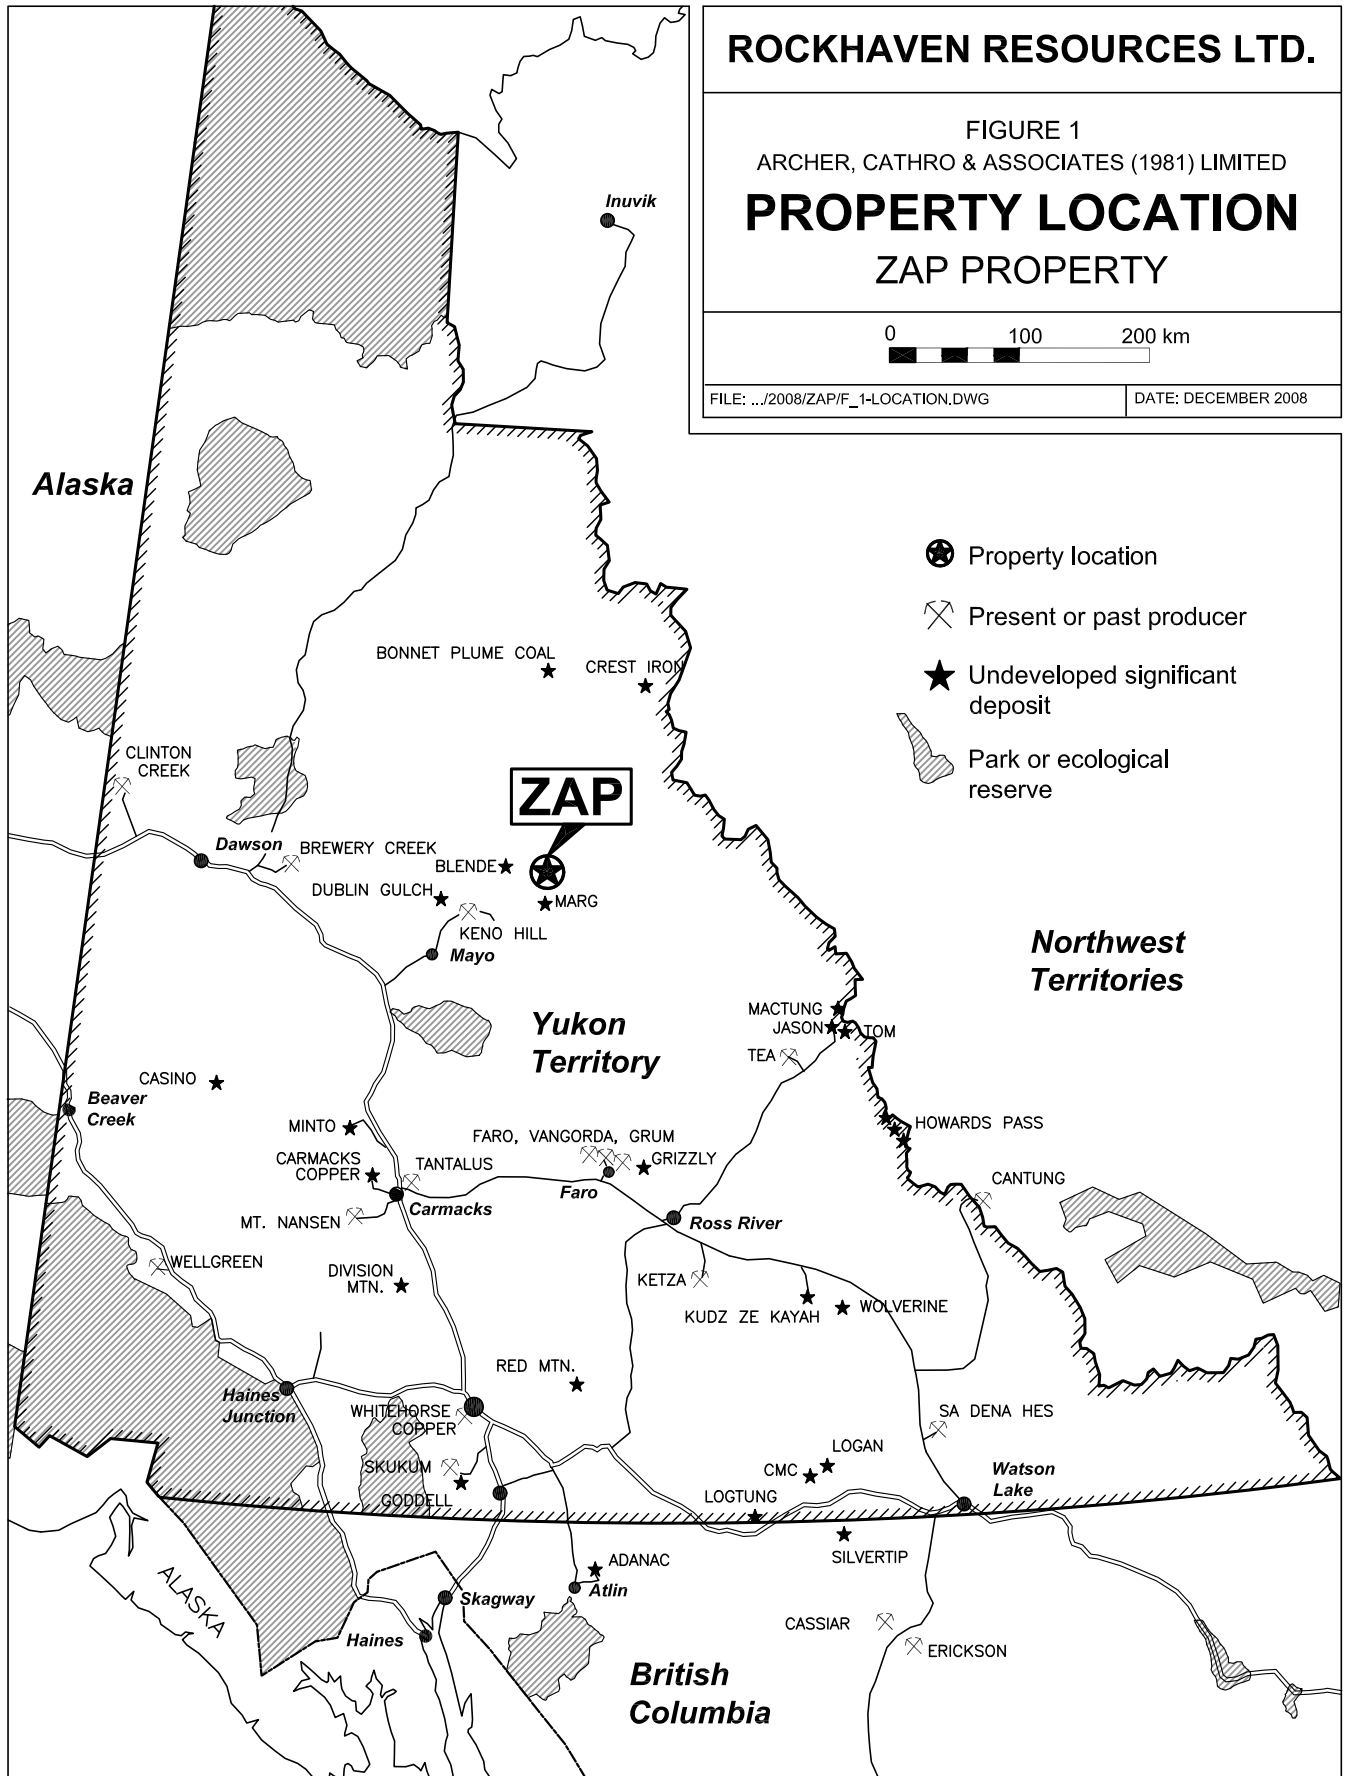 ROCKHAVEN RESOURCES LTD.
FIGURE 1
ARCHER, CATHRO & ASSOCIATES (1981) LIMITED
PROPERTY LOCATION
ZAP PROPERTY
0 100 200 km
FILE: .../2008/ZAP/F_1-LOCATION.DWG
DATE: DECEMBER 2008
Inuvik
Alaska
Property location
Present or past producer
Undeveloped significant
deposit
Park or ecological
reserve
BONNET PLUME COAL
CREST IRON
CLINTON
CREEK
ZAP
Dawson
BREWERY CREEK
BLENDE
DUBLIN GULCH
MARG
KENO HILL
Mayo
Northwest
Territories
Yukon
Territory
MACTUNG
JASON
TOM
TEA
CASINO
Beaver
Creek
MINTO
HOWARDS PASS
FARO, VANGORDA, GRUM
GRIZZLY
CARMACKS
COPPER
TANTALUS
CANTUNG
Faro
Carmacks
MT. NANSEN
Ross River
WELLGREEN
DIVISION
MTN.
KETZA
KUDZ ZE KAYAH
WOLVERINE
RED MTN.
Haines
Junction
WHITEHORSE
COPPER
SA DENA HES
SKUKUM
GODDELL
LOGAN
CMC
LOGTUNG
Watson
Lake
SILVERTIP
ADANAC
Atlin
ALASKA
Skagway
Haines
CASSIAR
ERICKSON
British
Columbia